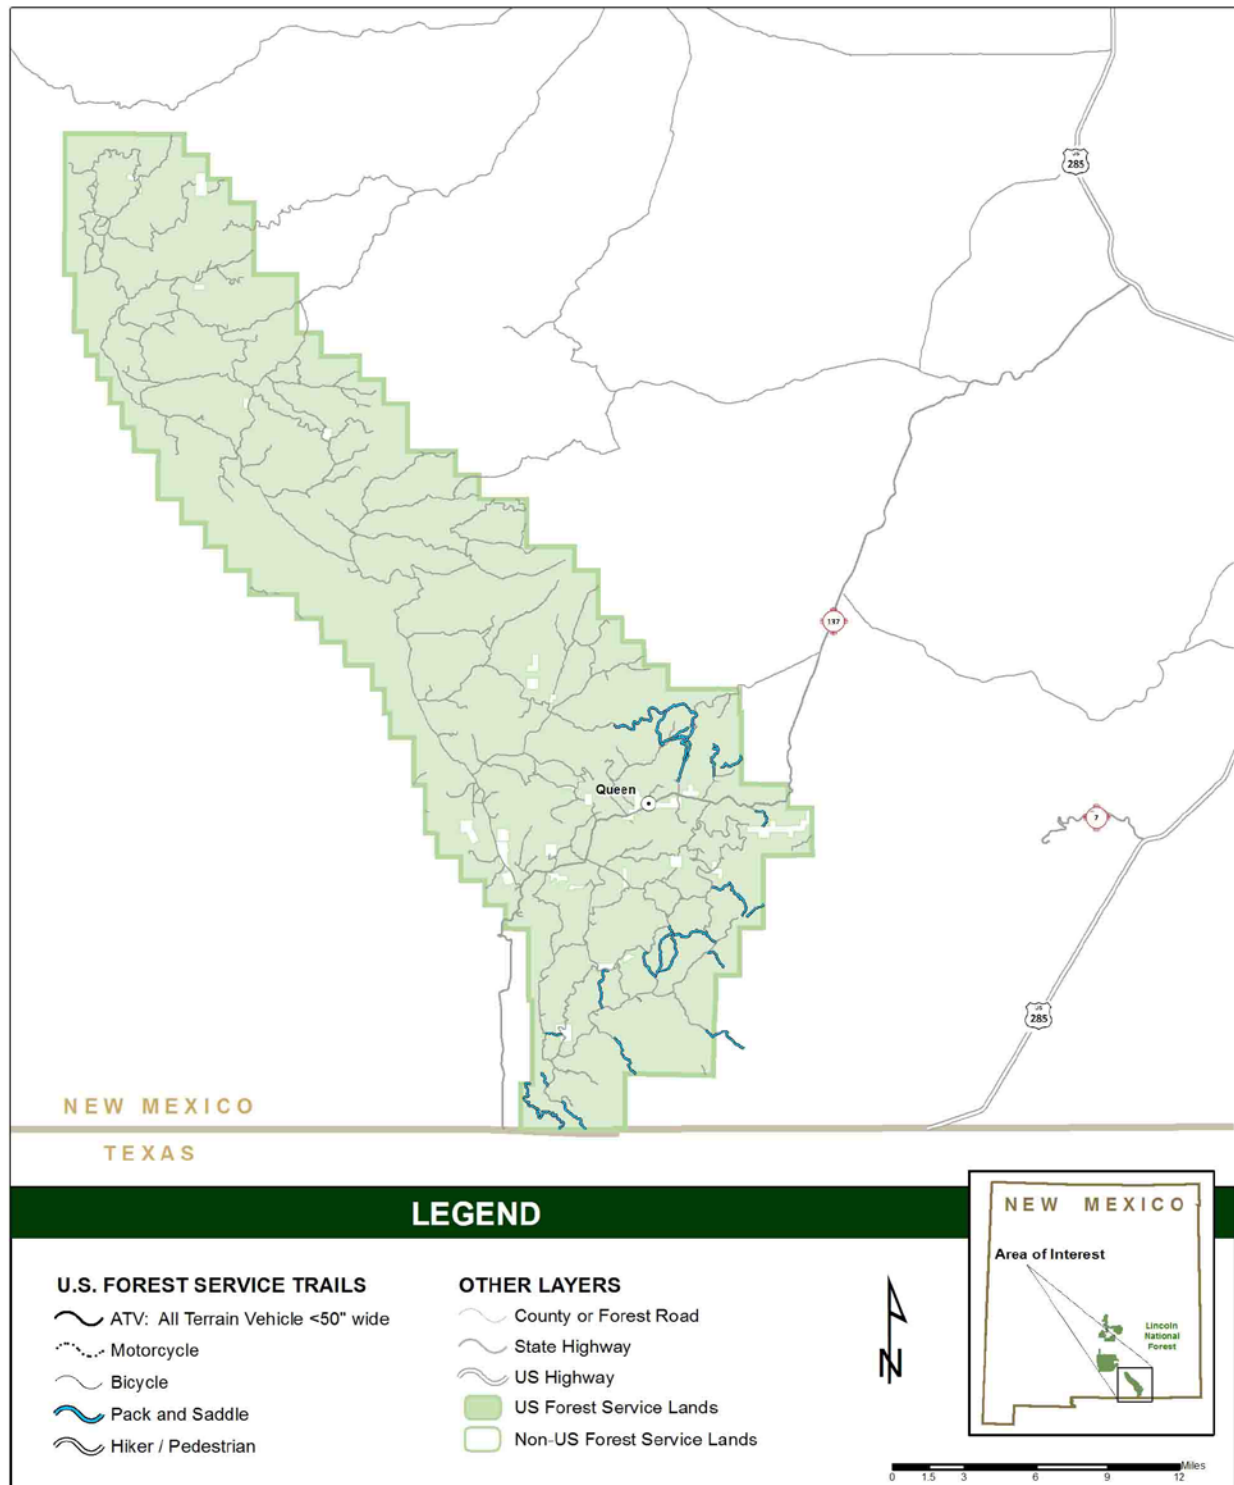 US
285
137
Queen
7
US
285
NEW MEXICO
TEXAS
LEGEND
U.S. FOREST SERVICE TRAILS
ATV: All Terrain Vehicle <50" wide
Motorcycle
Bicycle
Pack and Saddle
Hiker / Pedestrian
OTHER LAYERS
County or Forest Road
State Highway
US Highway
US Forest Service Lands
Non-US Forest Service Lands
N
NEW MEXICO
Area of Interest
Lincoln
National
Forest
Miles
0 1.5 3 6 9 12